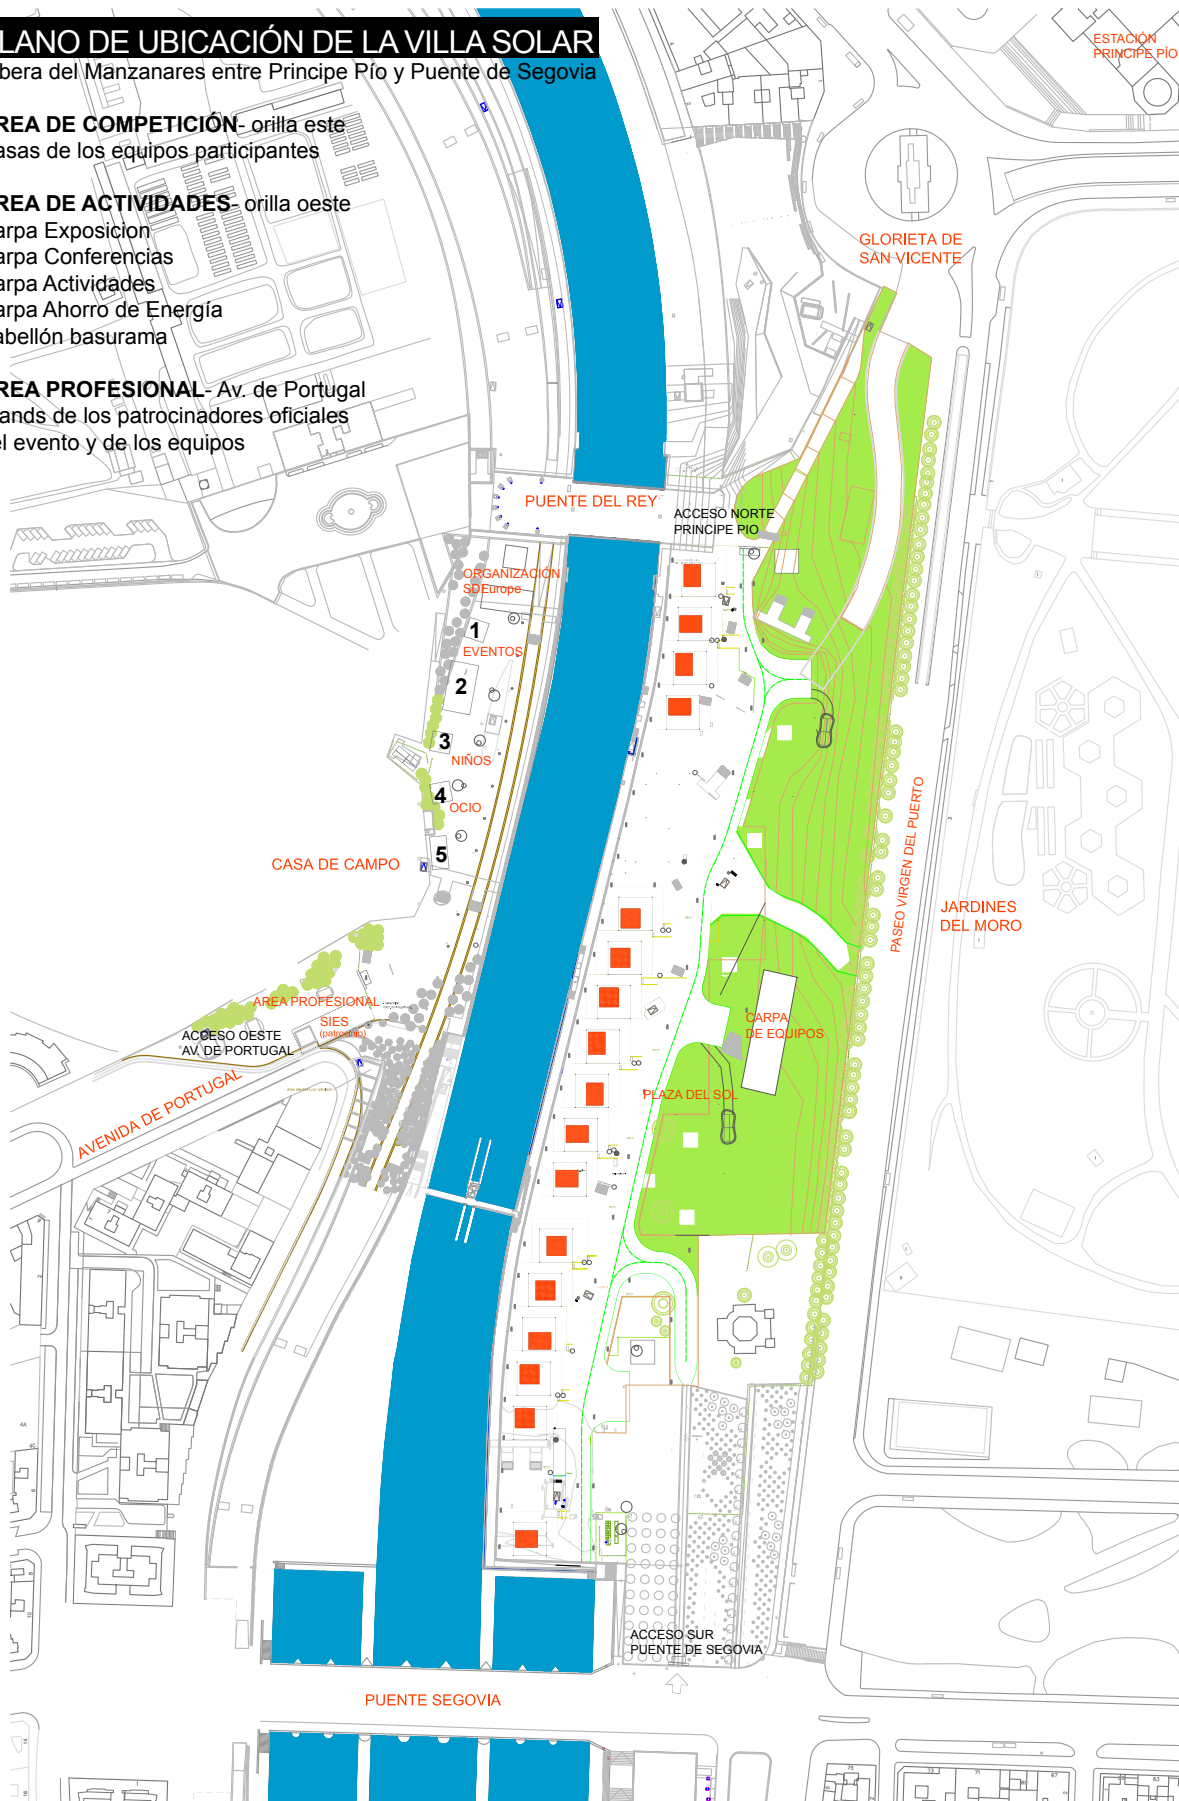 LANO DE UBICACIÓN DE LA VILLA SOLAR
bera del Manzanares entre Principe Pío y Puente de Segovia
REA DE COMPETICIÓN- orilla este
asas de los equipos participantes
REA DE ACTIVIDADES- orilla oeste
arpa Exposicion
arpa Conferencias
arpa Actividades
arpa Ahorro de Energía
abellón basurama
REA PROFESIONAL- Av. de Portugal
ands de los patrocinadores oficiales
el evento y de los equipos
ESTACIÓN
PRINCIPE PÍO
GLORIETA DE
SAN VICENTE
PUENTE DEL REY
ACCESO NORTE
PRINCIPE PIO
ORGANIZACIÓN
SDEurope
1
EVENTOS
2
3
NIÑOS
4
OCIO
5
CASA DE CAMPO
PASEO VIRGEN DEL PUERTO
JARDINES
DEL MORO
AREA PROFESIONAL
SIES
(patrocinio)
ACCESO OESTE
AV. DE PORTUGAL
AVENIDA DE PORTUGAL
CARPA
DE EQUIPOS
PLAZA DEL SOL
ACCESO SUR
PUENTE DE SEGOVIA
PUENTE SEGOVIA
75
73
71
67
63